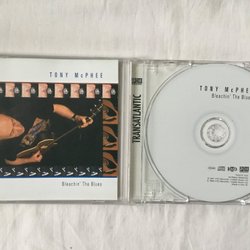 TONY McPHEE
Bleachin' The Blues
TRANSATLANTIC
TONY McPHEE
Bleachin' The Blues